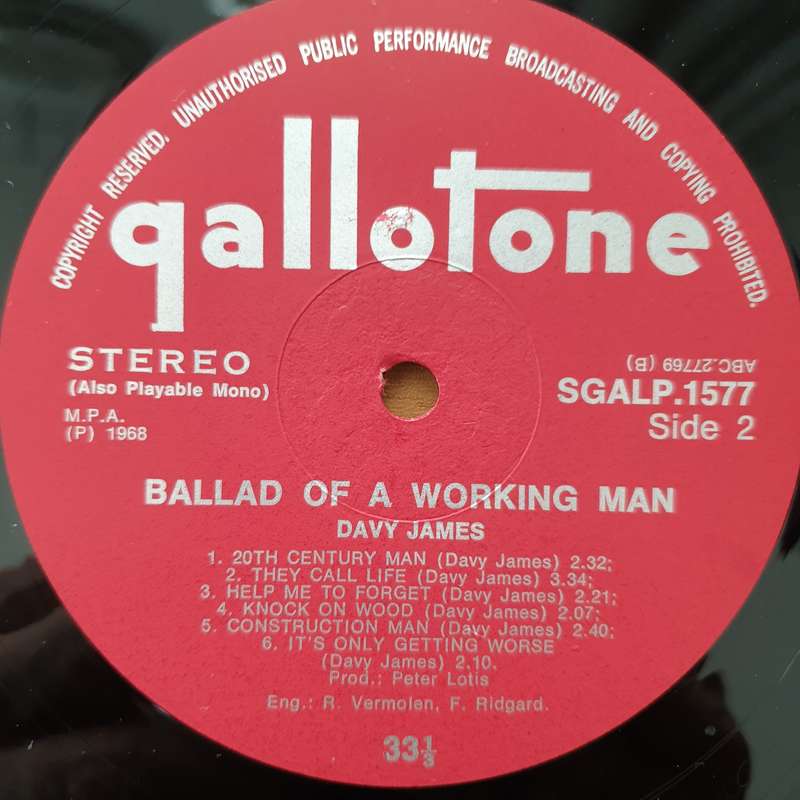 COPYRIGHT RESERVED. UNAUTHORISED PUBLIC PERFORMANCE BROADCASTING AND COPYING PROHIBITED.
gallotone
STEREO
(Also Playable Mono)
M.P.A.
(P) 1968
ABC.27769 (B)
SGALP.1577
Side 2
BALLAD OF A WORKING MAN
DAVY JAMES
1. 20TH CENTURY MAN (Davy James) 2.32;
2. THEY CALL LIFE (Davy James) 3.34;
3. HELP ME TO FORGET (Davy James) 2.21;
4. KNOCK ON WOOD (Davy James) 2.07;
5. CONSTRUCTION MAN (Davy James) 2.40;
6. IT'S ONLY GETTING WORSE
(Davy James) 2.10.
Prod.: Peter Lotis
Eng.: R. Vermolen, F. Ridgard.
33⅓